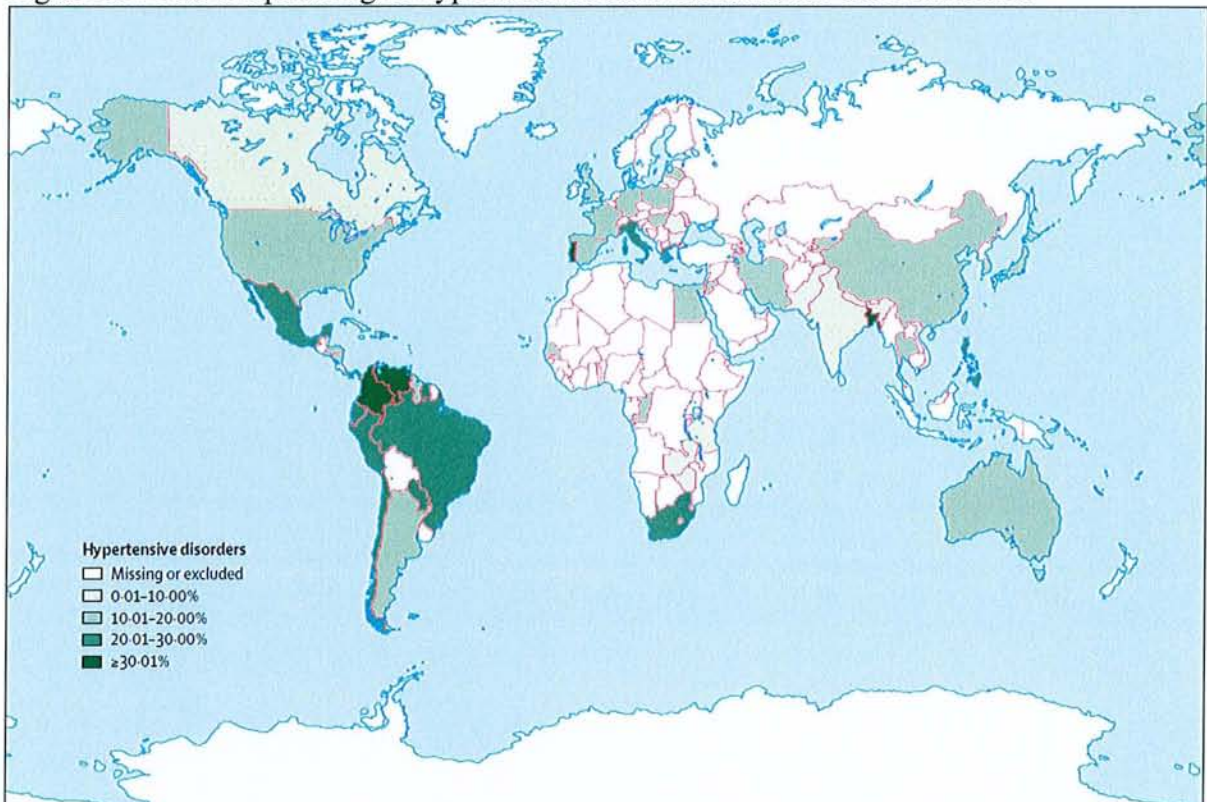 Hypertensive disorders
Missing or excluded
0·01–10·00%
10·01–20·00%
20·01–30·00%
≥30·01%